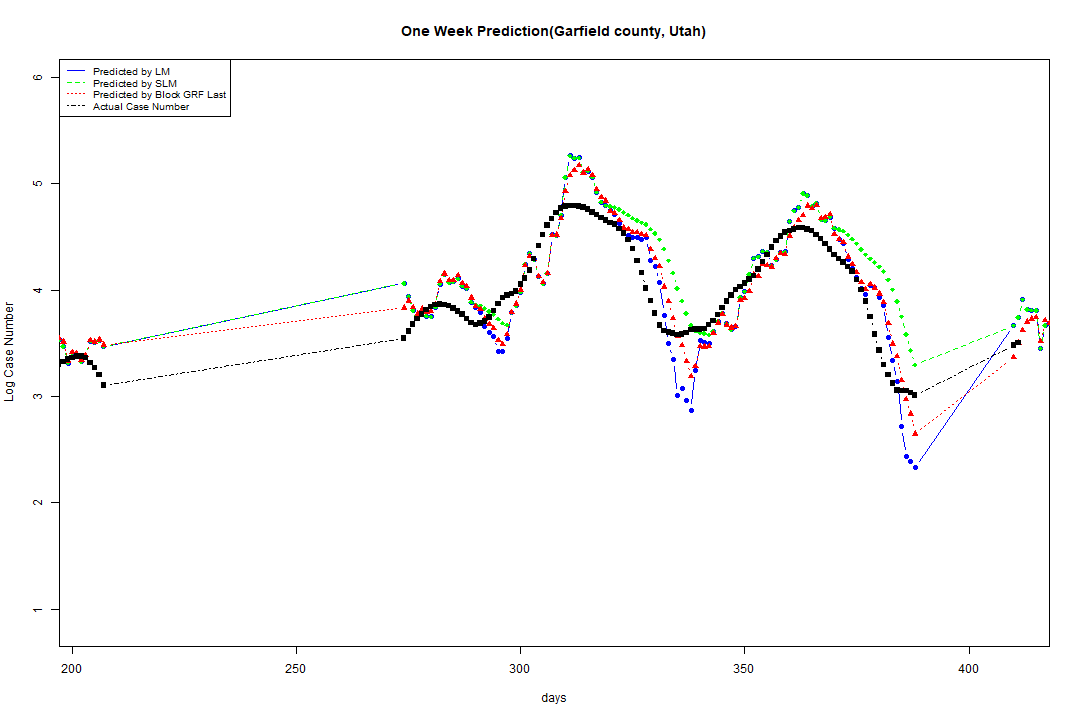 One Week Prediction(Garfield county, Utah)
Predicted by LM
Predicted by SLM
Predicted by Block GRF Last
Actual Case Number
6
5
4
3
2
1
Log Case Number
200 250 300 350 400
days